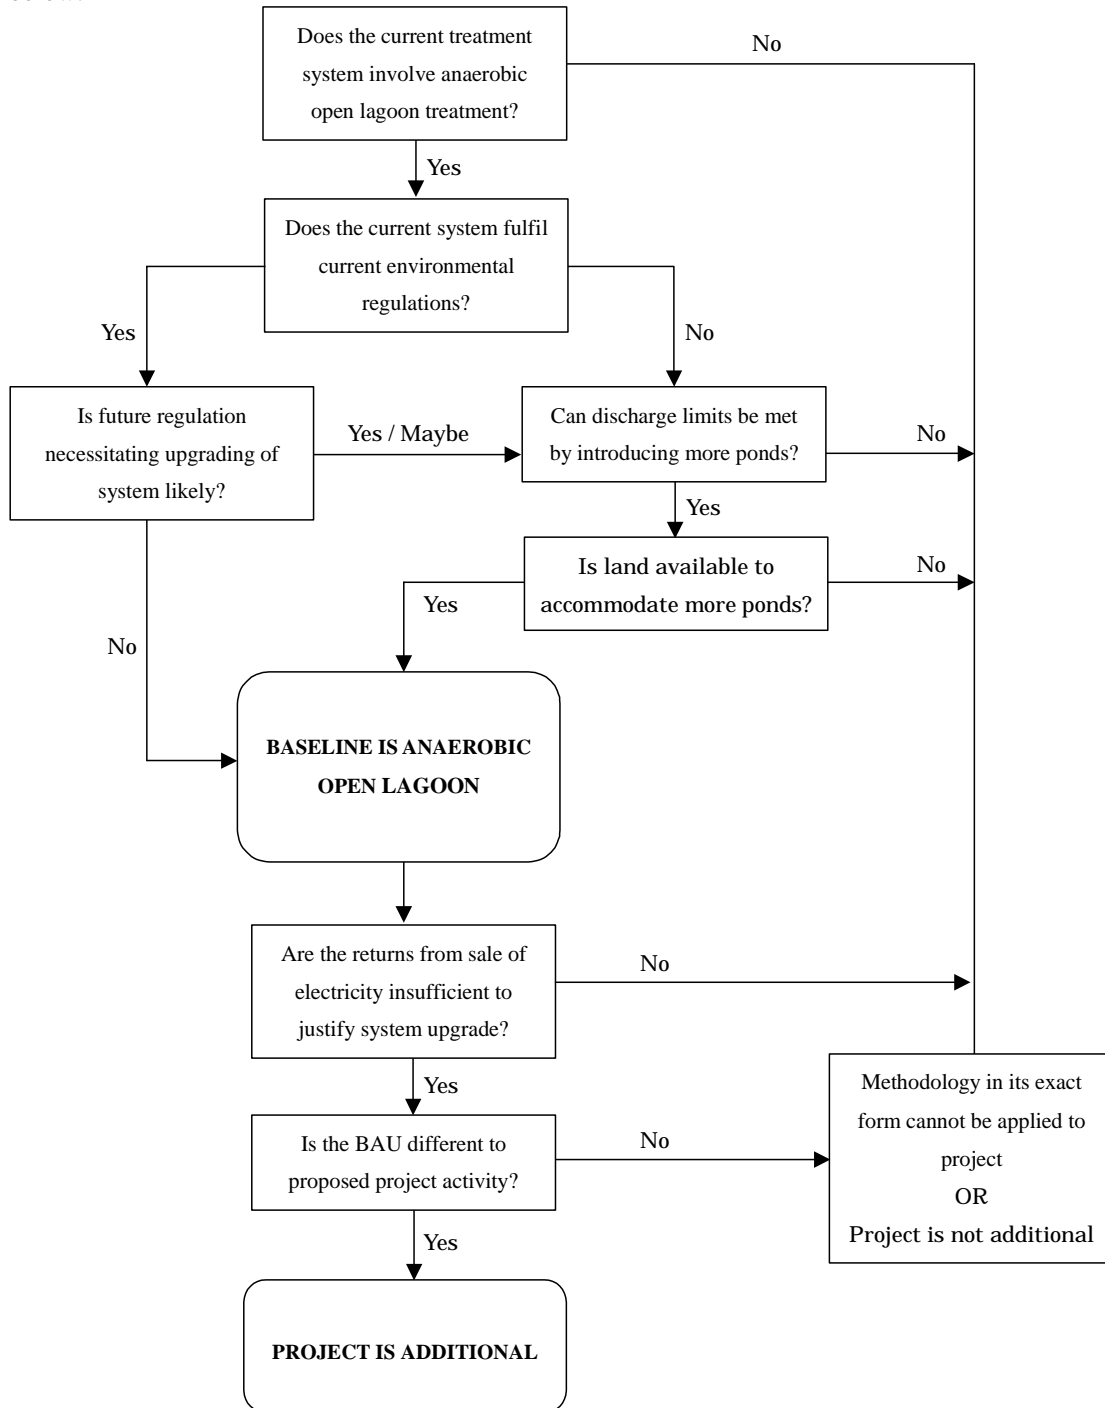 Does the current treatment
system involve anaerobic
open lagoon treatment?
No
Yes
Does the current system fulfil
current environmental
regulations?
Yes
No
Is future regulation
necessitating upgrading of
system likely?
Yes / Maybe
Can discharge limits be met
by introducing more ponds?
No
Yes
Is land available to
accommodate more ponds?
No
Yes
No
BASELINE IS ANAEROBIC
OPEN LAGOON
Are the returns from sale of
electricity insufficient to
justify system upgrade?
No
Yes
Is the BAU different to
proposed project activity?
No
Methodology in its exact
form cannot be applied to
project
OR
Project is not additional
Yes
PROJECT IS ADDITIONAL